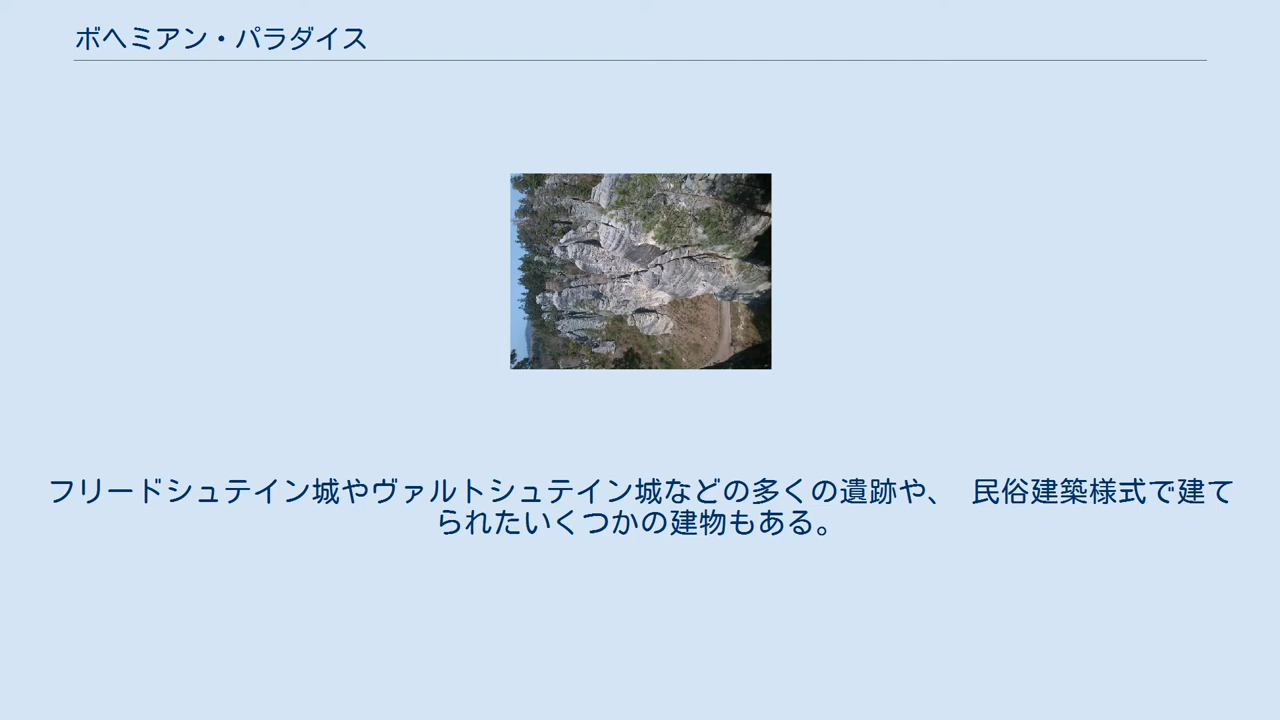 ボヘミアン・パラダイス
フリードシュテイン城やヴァルトシュテイン城などの多くの遺跡や、 民俗建築様式で建て
られたいくつかの建物もある。